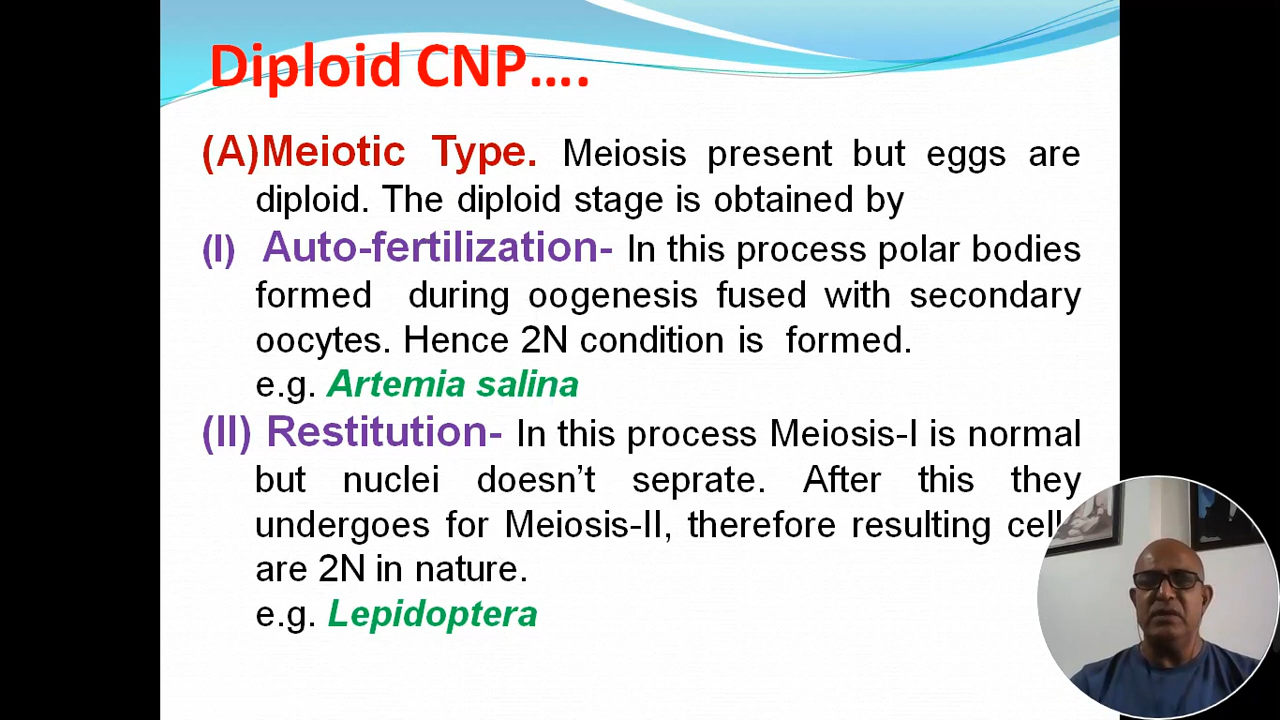 Diploid CNP....
(A)Meiotic Type. Meiosis present but eggs are
diploid. The diploid stage is obtained by
(I) Auto-fertilization- In this process polar bodies
formed during oogenesis fused with secondary
oocytes. Hence 2N condition is formed.
e.g. Artemia salina
(II) Restitution- In this process Meiosis-I is normal
but nuclei doesn't seprate. After this they
undergoes for Meiosis-II, therefore resulting cells
are 2N in nature.
e.g. Lepidoptera